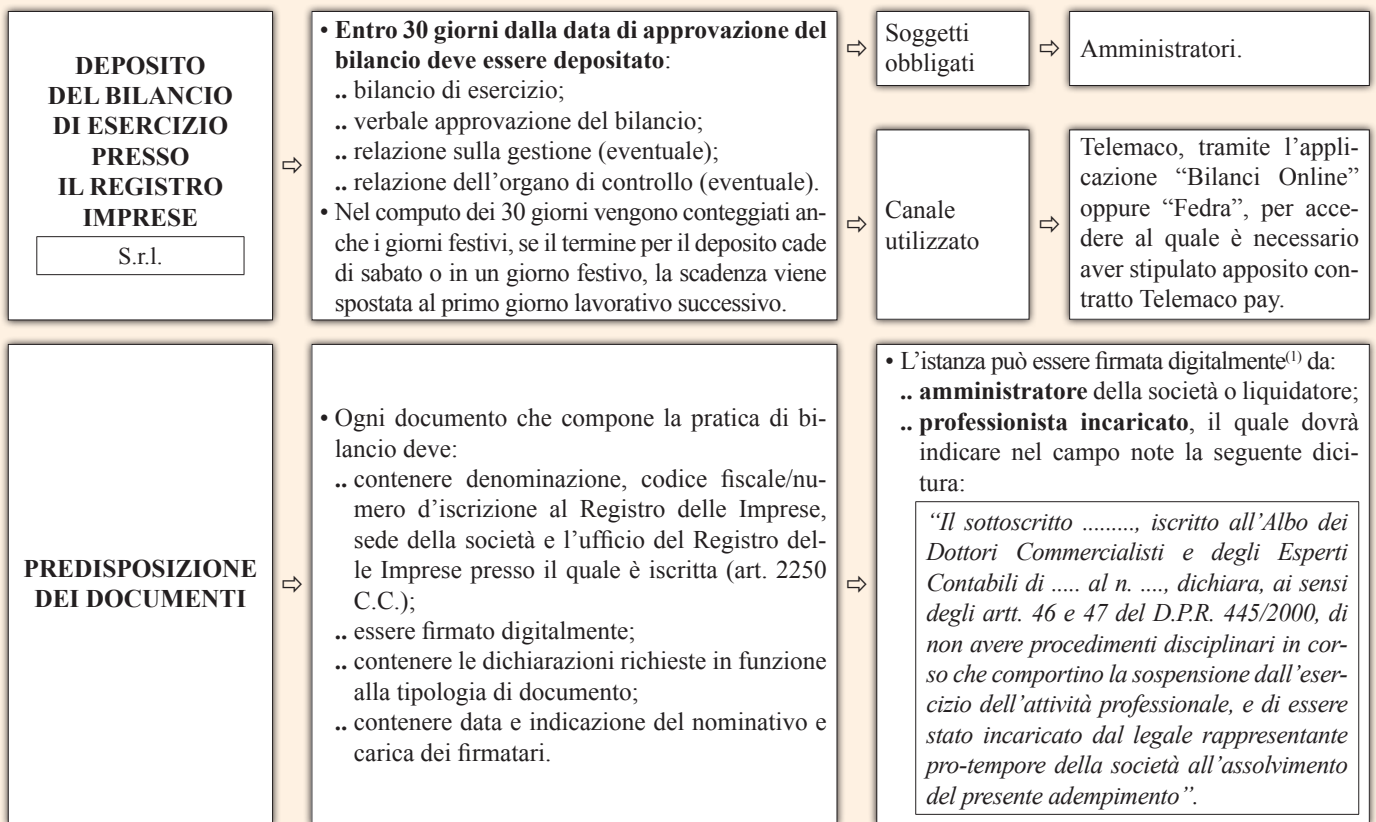 DEPOSITO
DEL BILANCIO
DI ESERCIZIO
PRESSO
IL REGISTRO
IMPRESE
S.r.l.
⇨
• Entro 30 giorni dalla data di approvazione del
bilancio deve essere depositato:
.. bilancio di esercizio;
.. verbale approvazione del bilancio;
.. relazione sulla gestione (eventuale);
.. relazione dell’organo di controllo (eventuale).
• Nel computo dei 30 giorni vengono conteggiati an-
che i giorni festivi, se il termine per il deposito cade
di sabato o in un giorno festivo, la scadenza viene
spostata al primo giorno lavorativo successivo.
⇨
Soggetti
obbligati
⇨
Amministratori.
⇨
Canale
utilizzato
⇨
Telemaco, tramite l’appli-
cazione “Bilanci Online”
oppure “Fedra”, per acce-
dere al quale è necessario
aver stipulato apposito con-
tratto Telemaco pay.
PREDISPOSIZIONE
DEI DOCUMENTI
⇨
• Ogni documento che compone la pratica di bi-
lancio deve:
.. contenere denominazione, codice fiscale/nu-
mero d’iscrizione al Registro delle Imprese,
sede della società e l’ufficio del Registro del-
le Imprese presso il quale è iscritta (art. 2250
C.C.);
.. essere firmato digitalmente;
.. contenere le dichiarazioni richieste in funzione
alla tipologia di documento;
.. contenere data e indicazione del nominativo e
carica dei firmatari.
⇨
• L’istanza può essere firmata digitalmente(1) da:
.. amministratore della società o liquidatore;
.. professionista incaricato, il quale dovrà
indicare nel campo note la seguente dici-
tura:
“Il sottoscritto ........., iscritto all’Albo dei
Dottori Commercialisti e degli Esperti
Contabili di ..... al n. ...., dichiara, ai sensi
degli artt. 46 e 47 del D.P.R. 445/2000, di
non avere procedimenti disciplinari in cor-
so che comportino la sospensione dall’eser-
cizio dell’attività professionale, e di essere
stato incaricato dal legale rappresentante
pro-tempore della società all’assolvimento
del presente adempimento”.